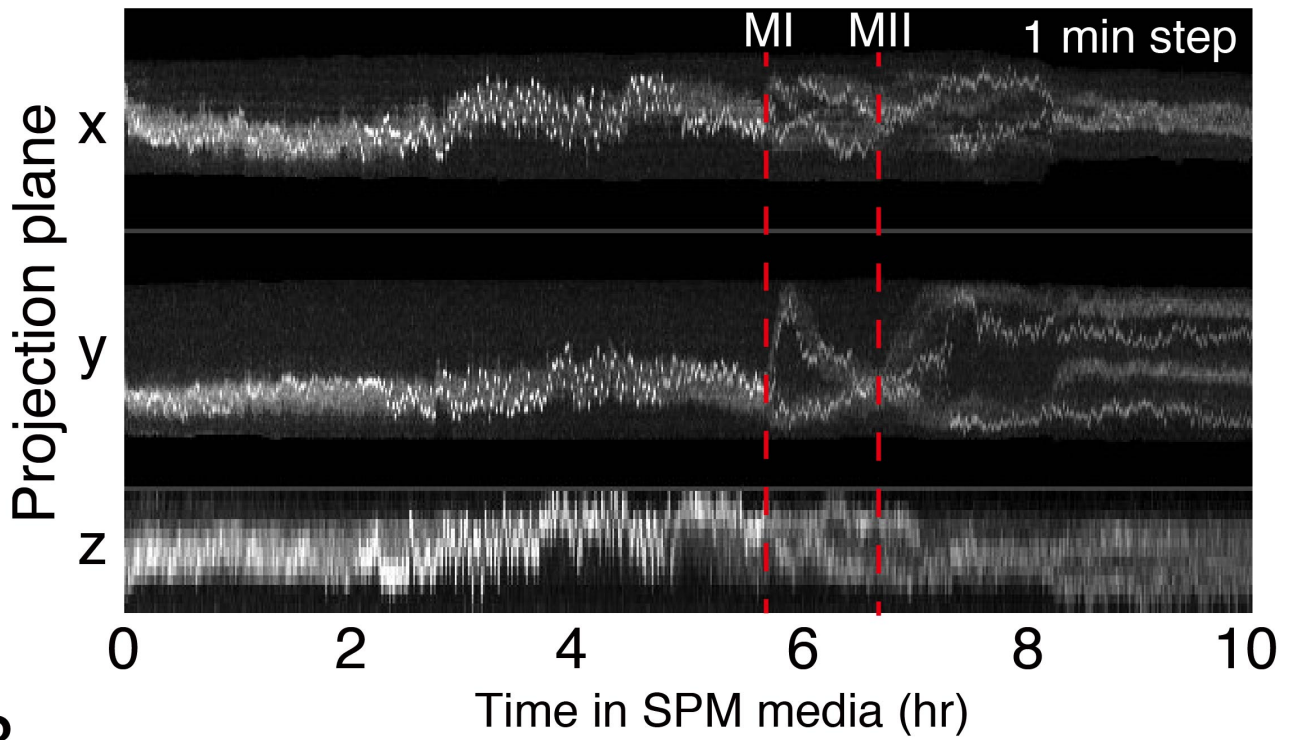 MI MII 1 min step
Projection plane
x
y
z
0 2 4 6 8 10
Time in SPM media (hr)